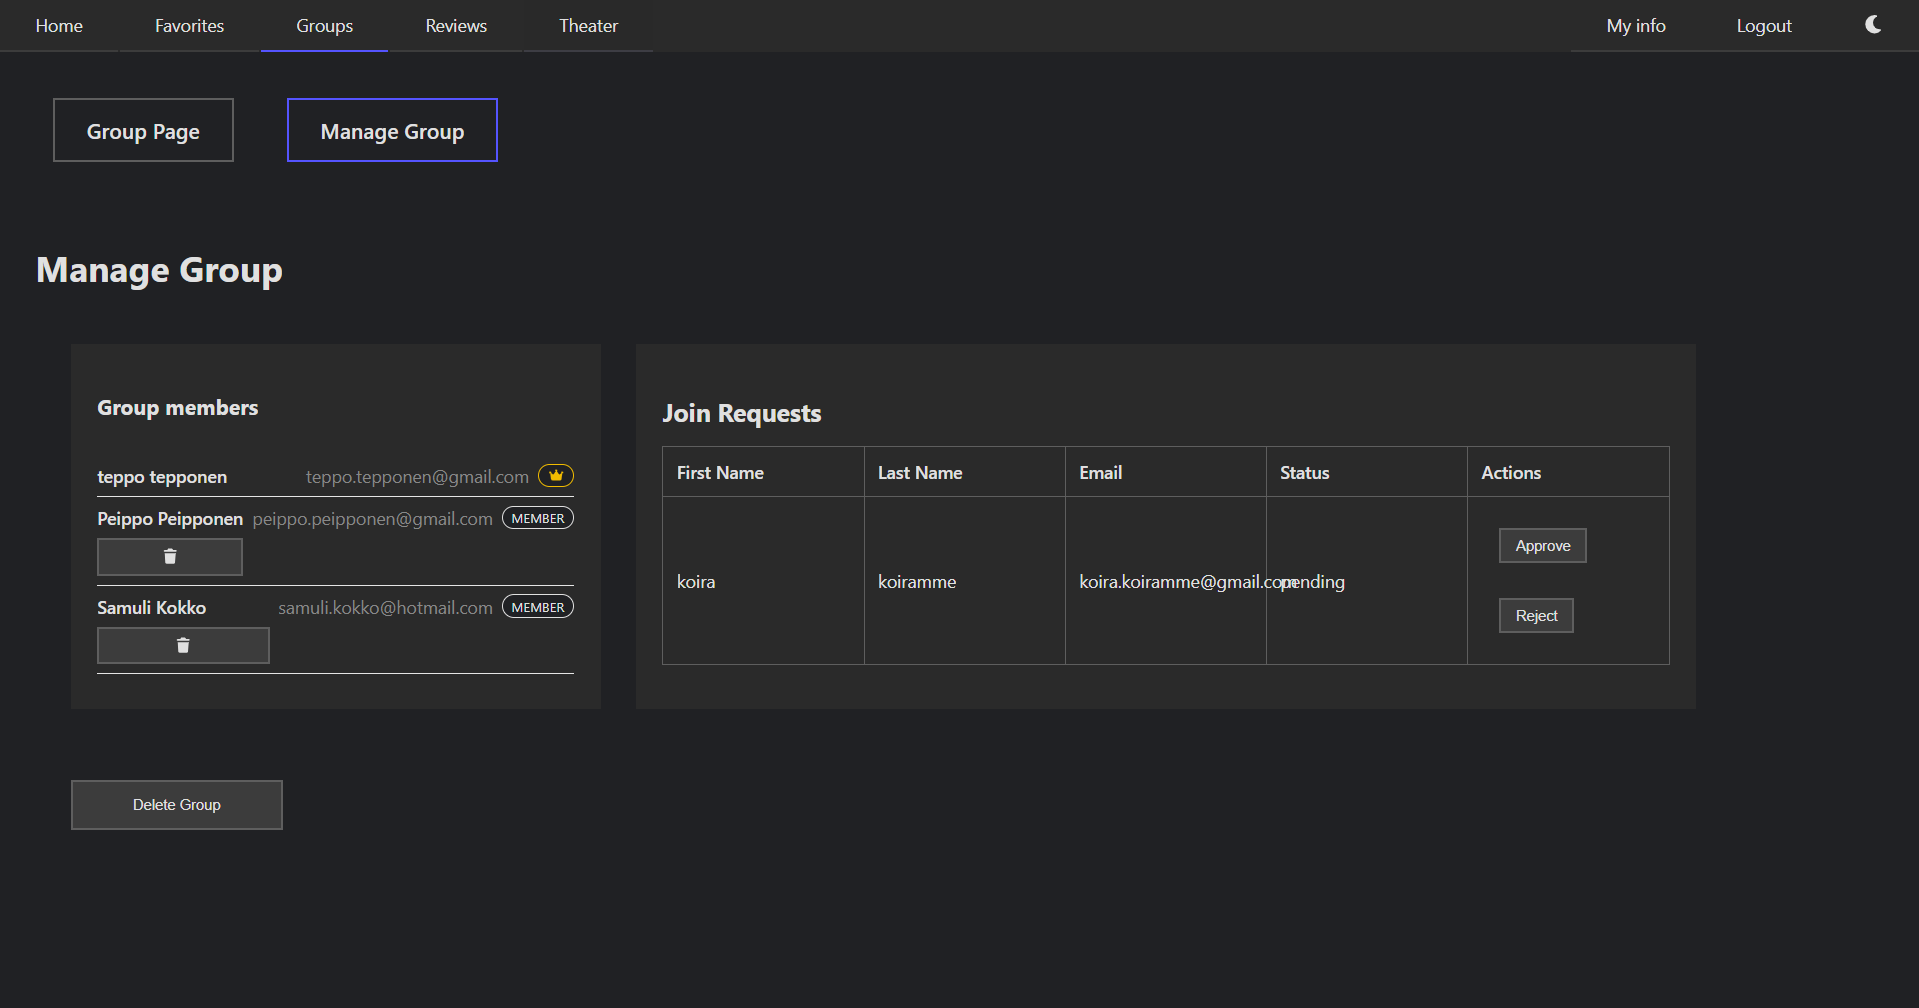 Home Favorites Groups Reviews Theater My info Logout
Group Page Manage Group
Manage Group
Group members
teppo tepponen teppo.tepponen@gmail.com
Peippo Peipponen peippo.peipponen@gmail.com MEMBER
Samuli Kokko samuli.kokko@hotmail.com MEMBER
Join Requests
First Name Last Name Email Status Actions
koira koiramme koira.koiramme@gmail.com pending
Approve
Reject
Delete Group